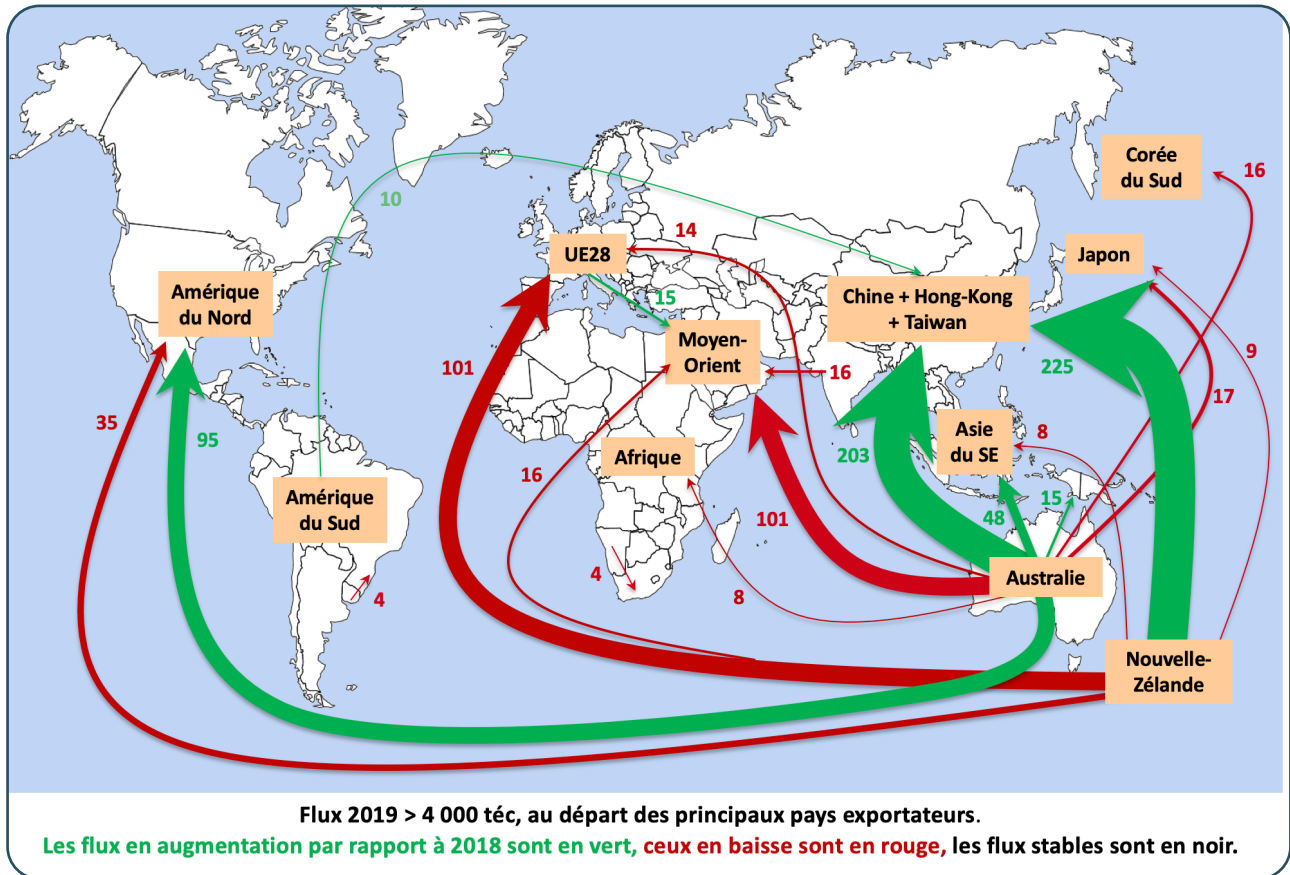 Corée
du Sud
16
10
14
UE28
Japon
Amérique
du Nord
15
Chine + Hong-Kong
+ Taiwan
Moyen-
Orient
9
101
16
225
35
95
17
Asie
du SE
8
203
Afrique
16
Amérique
du Sud
15
48
101
4
Australie
4
8
Nouvelle-
Zélande
Flux 2019 > 4 000 téc, au départ des principaux pays exportateurs.
Les flux en augmentation par rapport à 2018 sont en vert, ceux en baisse sont en rouge, les flux stables sont en noir.